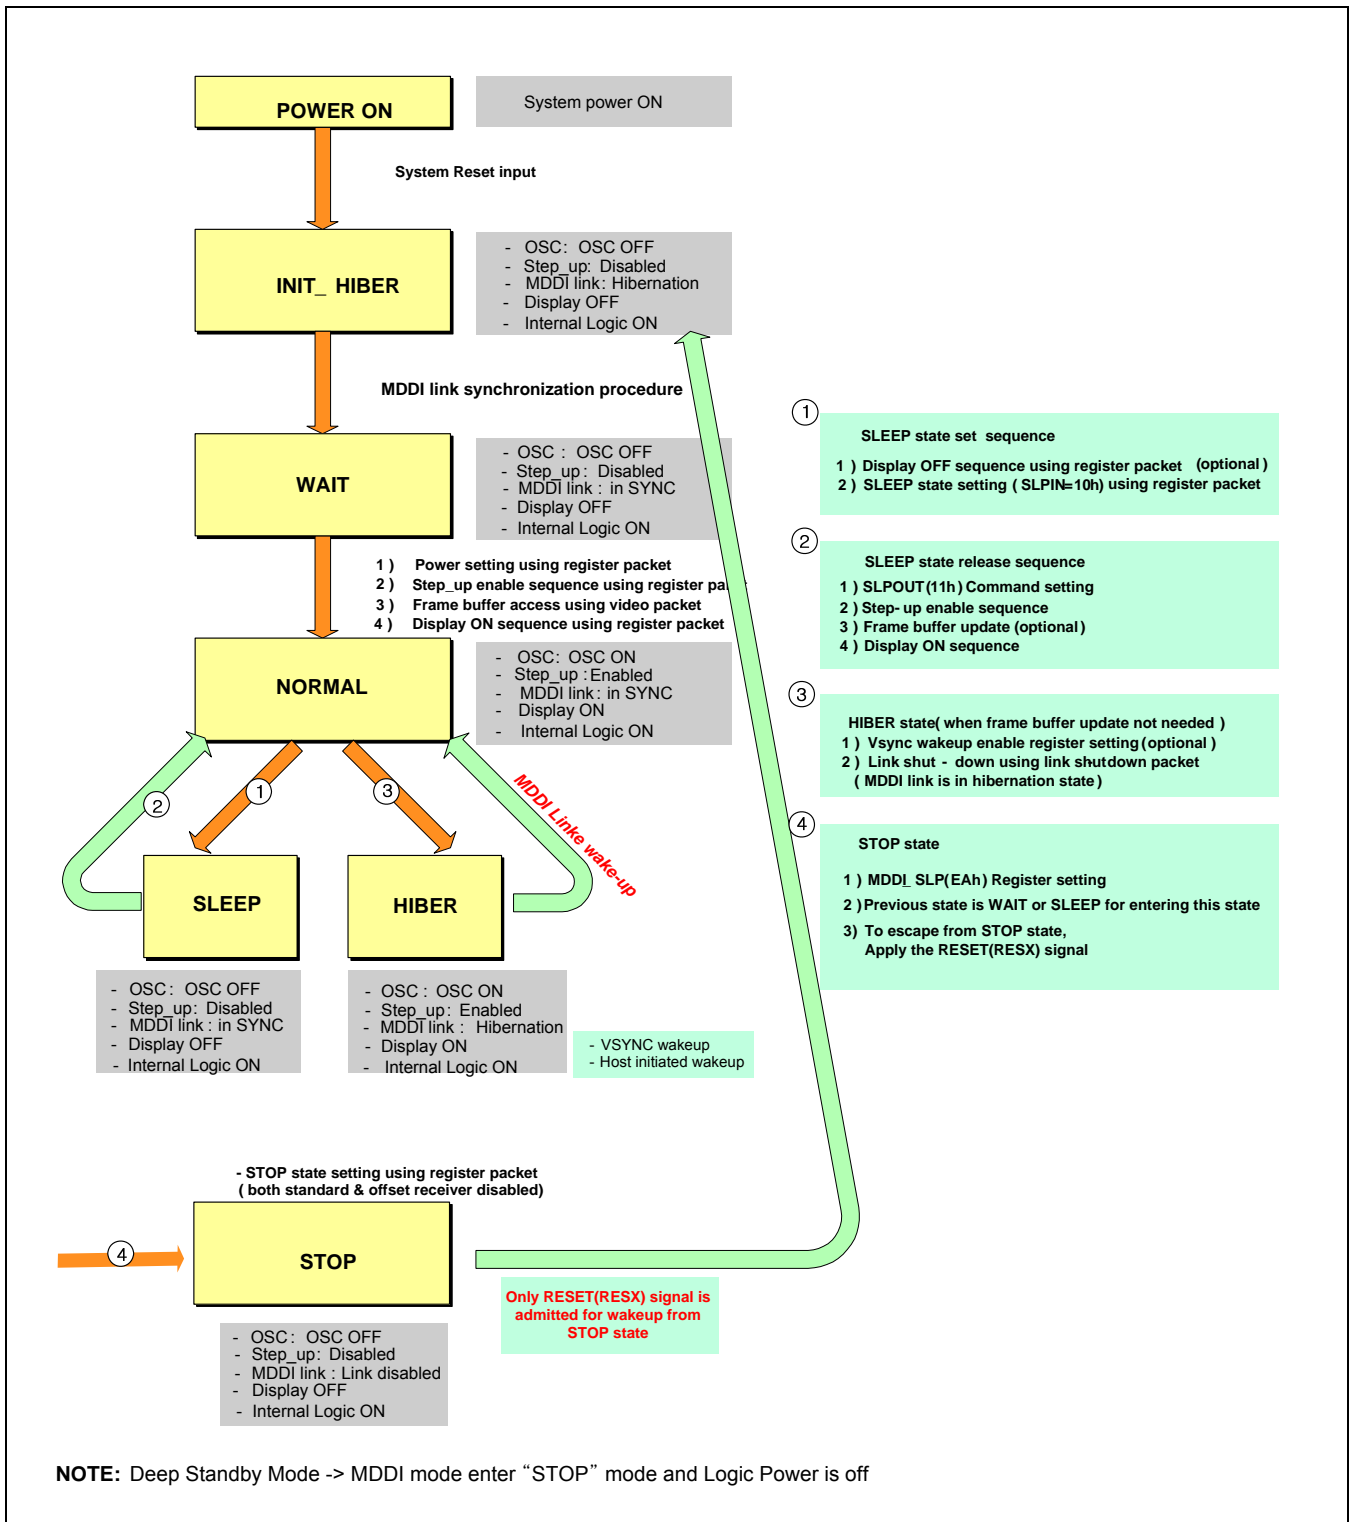 POWER ON
System power ON
System Reset input
INIT_ HIBER
- OSC: OSC OFF
- Step_up: Disabled
- MDDI link: Hibernation
- Display OFF
- Internal Logic ON
MDDI link synchronization procedure
WAIT
- OSC : OSC OFF
- Step_up : Disabled
- MDDI link : in SYNC
- Display OFF
- Internal Logic ON
1 ) Power setting using register packet
2 ) Step_up enable sequence using register
3 ) Frame buffer access using video packet
4 ) Display ON sequence using register packet
NORMAL
- OSC: OSC ON
- Step_up :Enabled
- MDDI link : in SYNC
- Display ON
- Internal Logic ON
2
1
3
MDDI Linke wake-up
SLEEP
HIBER
- OSC : OSC OFF
- Step_up: Disabled
- MDDI link : in SYNC
- Display OFF
- Internal Logic ON
- OSC : OSC ON
- Step_up: Enabled
- MDDI link : Hibernation
- Display ON
- Internal Logic ON
- VSYNC wakeup
- Host initiated wakeup
1
SLEEP state set sequence
1 ) Display OFF sequence using register packet (optional )
2 ) SLEEP state setting ( SLPIN=10h) using register packet
2
SLEEP state release sequence
1 ) SLPOUT(11h) Command setting
2 ) Step- up enable sequence
3 ) Frame buffer update (optional )
4 ) Display ON sequence
3
HIBER state( when frame buffer update not needed )
1 ) Vsync wakeup enable register setting (optional )
2 ) Link shut - down using link shutdown packet
( MDDI link is in hibernation state )
4
STOP state
1 ) MDDI_ SLP(EAh) Register setting
2 ) Previous state is WAIT or SLEEP for entering this state
3) To escape from STOP state,
Apply the RESET(RESX) signal
- STOP state setting using register packet
( both standard & offset receiver disabled)
4
STOP
Only RESET(RESX) signal is
admitted for wakeup from
STOP state
- OSC : OSC OFF
- Step_up: Disabled
- MDDI link : Link disabled
- Display OFF
- Internal Logic ON
NOTE: Deep Standby Mode -> MDDI mode enter “STOP” mode and Logic Power is off